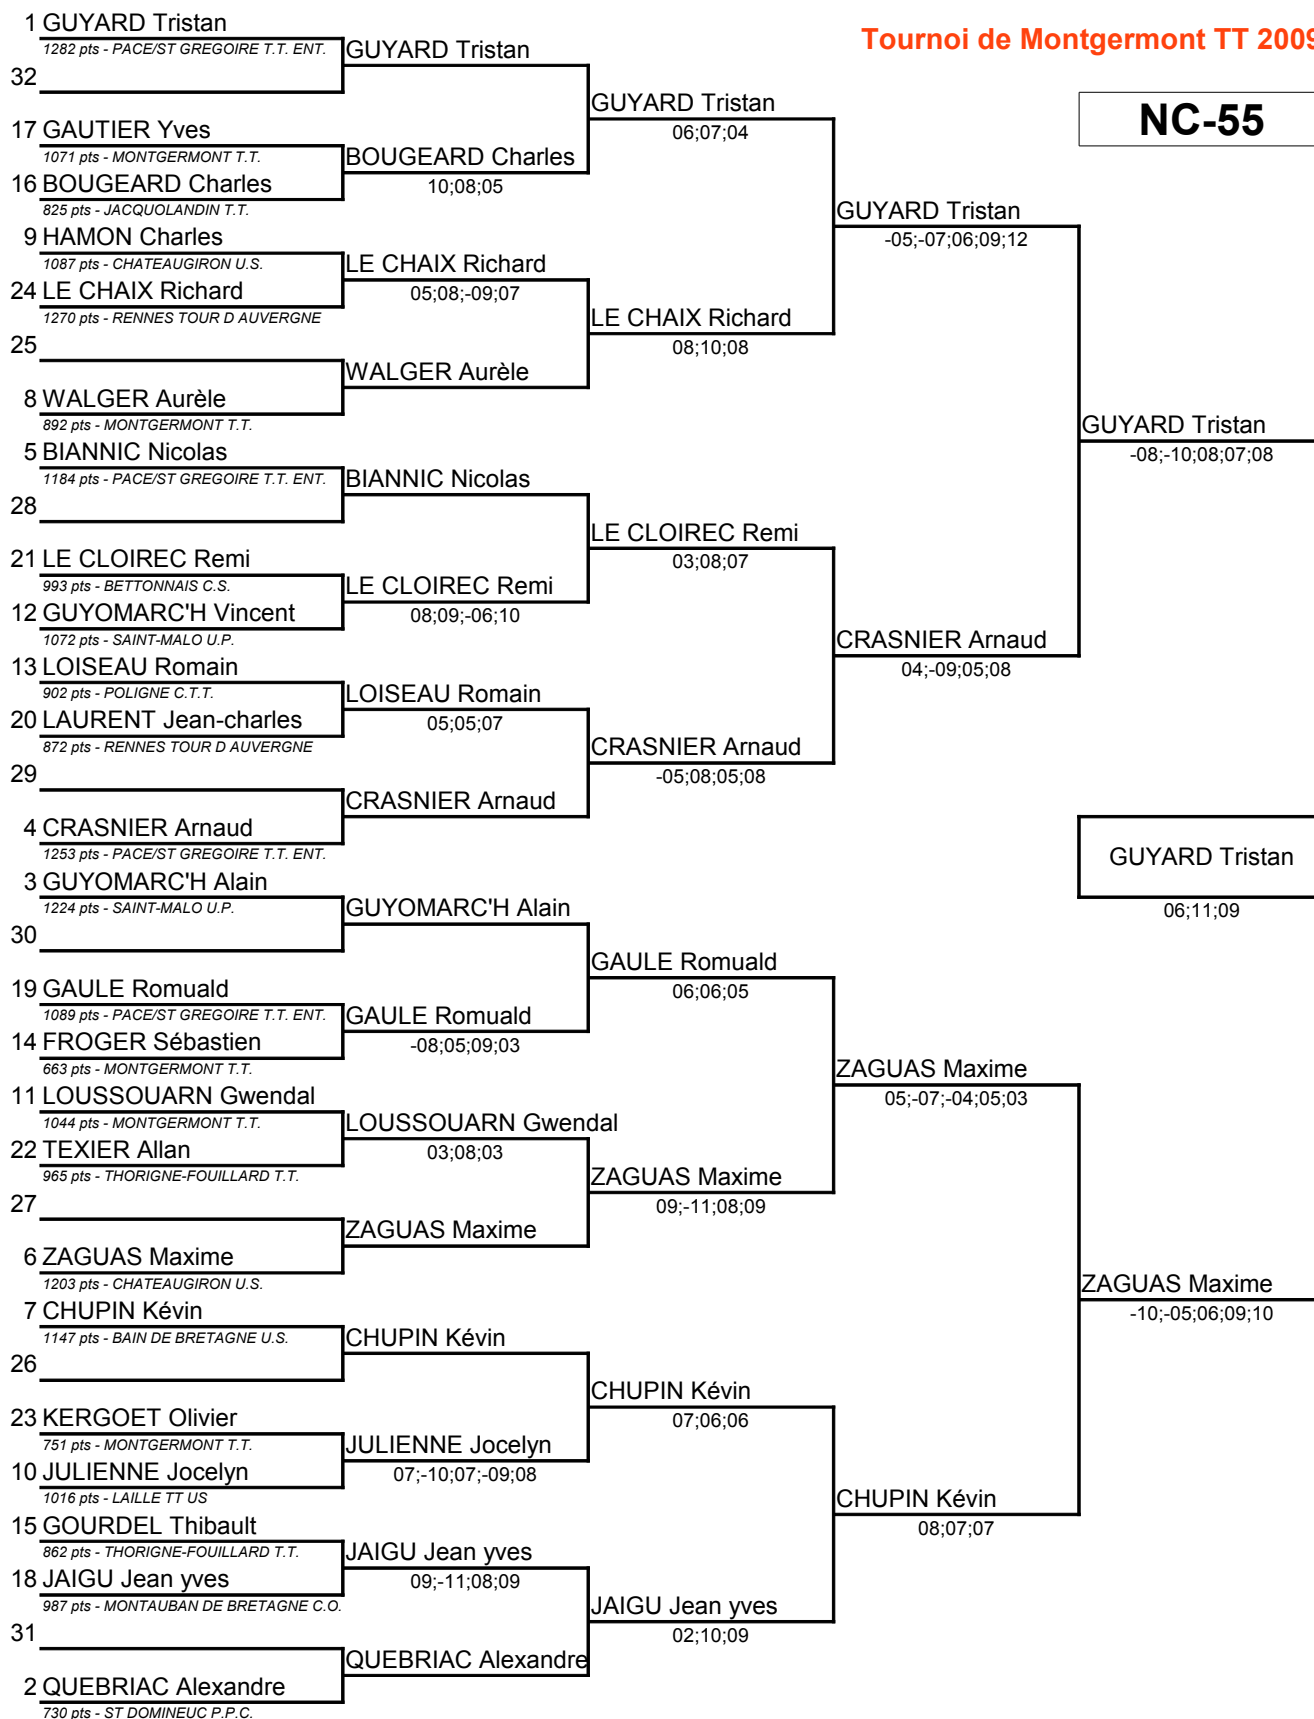 Tournoi de Montgermont TT 2009
NC-55
1 GUYARD Tristan
1282 pts - PACE/ST GREGOIRE T.T. ENT.
32
17 GAUTIER Yves
1071 pts - MONTGERMONT T.T.
16 BOUGEARD Charles
825 pts - JACQUOLANDIN T.T.
9 HAMON Charles
1087 pts - CHATEAUGIRON U.S.
24 LE CHAIX Richard
1270 pts - RENNES TOUR D AUVERGNE
25
8 WALGER Aurèle
892 pts - MONTGERMONT T.T.
5 BIANNIC Nicolas
1184 pts - PACE/ST GREGOIRE T.T. ENT.
28
21 LE CLOIREC Remi
993 pts - BETTONNAIS C.S.
12 GUYOMARC'H Vincent
1072 pts - SAINT-MALO U.P.
13 LOISEAU Romain
902 pts - POLIGNE C.T.T.
20 LAURENT Jean-charles
872 pts - RENNES TOUR D AUVERGNE
29
4 CRASNIER Arnaud
1253 pts - PACE/ST GREGOIRE T.T. ENT.
3 GUYOMARC'H Alain
1224 pts - SAINT-MALO U.P.
30
19 GAULE Romuald
1089 pts - PACE/ST GREGOIRE T.T. ENT.
14 FROGER Sébastien
663 pts - MONTGERMONT T.T.
11 LOUSSOUARN Gwendal
1044 pts - MONTGERMONT T.T.
22 TEXIER Allan
965 pts - THORIGNE-FOUILLARD T.T.
27
6 ZAGUAS Maxime
1203 pts - CHATEAUGIRON U.S.
7 CHUPIN Kévin
1147 pts - BAIN DE BRETAGNE U.S.
26
23 KERGOET Olivier
751 pts - MONTGERMONT T.T.
10 JULIENNE Jocelyn
1016 pts - LAILLE TT US
15 GOURDEL Thibault
862 pts - THORIGNE-FOUILLARD T.T.
18 JAIGU Jean yves
987 pts - MONTAUBAN DE BRETAGNE C.O.
31
2 QUEBRIAC Alexandre
730 pts - ST DOMINEUC P.P.C.
GUYARD Tristan
BOUGEARD Charles
10;08;05
LE CHAIX Richard
05;08;-09;07
WALGER Aurèle
BIANNIC Nicolas
LE CLOIREC Remi
08;09;-06;10
LOISEAU Romain
05;05;07
CRASNIER Arnaud
GUYOMARC'H Alain
GAULE Romuald
-08;05;09;03
LOUSSOUARN Gwendal
03;08;03
ZAGUAS Maxime
CHUPIN Kévin
JULIENNE Jocelyn
07;-10;07;-09;08
JAIGU Jean yves
09;-11;08;09
QUEBRIAC Alexandre
GUYARD Tristan
06;07;04
LE CHAIX Richard
08;10;08
LE CLOIREC Remi
03;08;07
CRASNIER Arnaud
-05;08;05;08
GAULE Romuald
06;06;05
ZAGUAS Maxime
09;-11;08;09
CHUPIN Kévin
07;06;06
JAIGU Jean yves
02;10;09
GUYARD Tristan
-05;-07;06;09;12
CRASNIER Arnaud
04;-09;05;08
ZAGUAS Maxime
05;-07;-04;05;03
CHUPIN Kévin
08;07;07
GUYARD Tristan
-08;-10;08;07;08
ZAGUAS Maxime
-10;-05;06;09;10
GUYARD Tristan
06;11;09